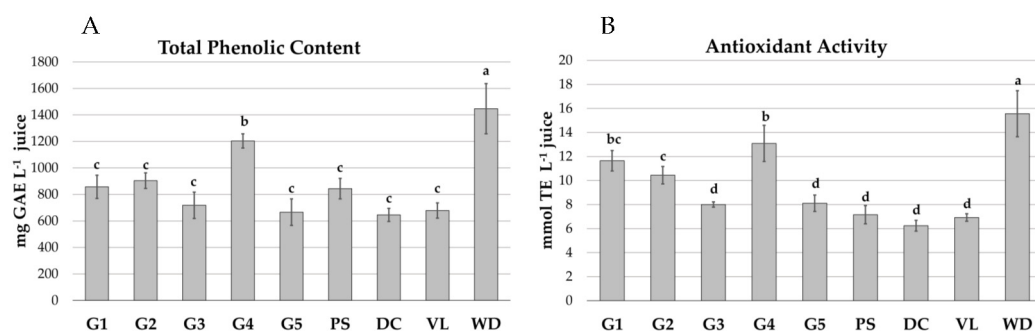 A
Total Phenolic Content
mg GAE L-1 juice
1800
1600
1400
1200
1000
800
600
400
200
0
c
c
c
b
c
c
c
c
a
G1 G2 G3 G4 G5 PS DC VL WD
B
Antioxidant Activity
mmol TE L-1 juice
20
18
16
14
12
10
8
6
4
2
0
bc
c
d
b
d
d
d
d
a
G1 G2 G3 G4 G5 PS DC VL WD